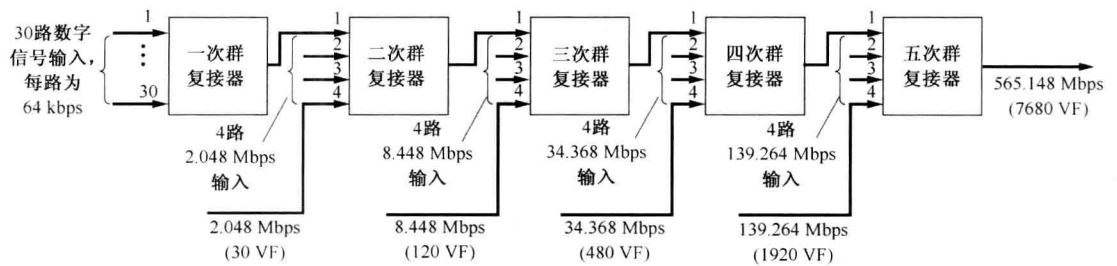 30路数字
信号输入，
每路为
64 kbps
1
30
一次群
复接器
1
2
3
4
4路
2.048 Mbps
输入
2.048 Mbps
(30 VF)
二次群
复接器
1
2
3
4
4路
8.448 Mbps
输入
8.448 Mbps
(120 VF)
三次群
复接器
1
2
3
4
4路
34.368 Mbps
输入
34.368 Mbps
(480 VF)
四次群
复接器
1
2
3
4
4路
139.264 Mbps
输入
139.264 Mbps
(1920 VF)
五次群
复接器
565.148 Mbps
(7680 VF)